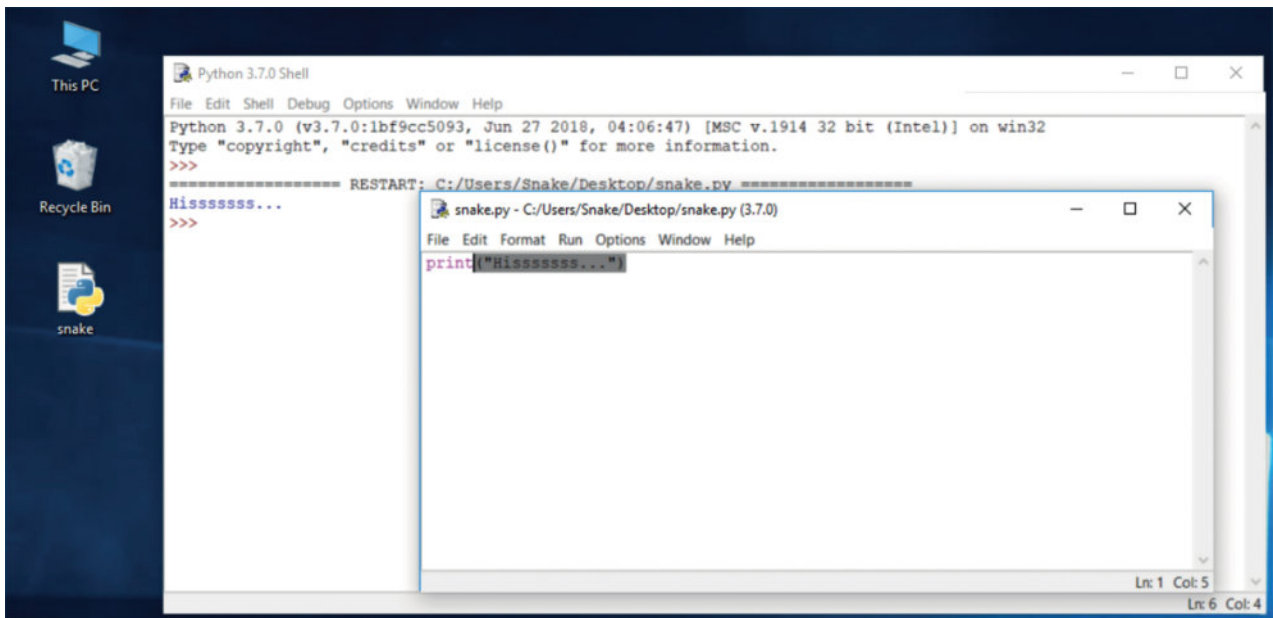 This PC
Recycle Bin
snake
Python 3.7.0 Shell
File Edit Shell Debug Options Window Help
Python 3.7.0 (v3.7.0:1bf9cc5093, Jun 27 2018, 04:06:47) [MSC v.1914 32 bit (Intel)] on win32
Type "copyright", "credits" or "license()" for more information.
>>>
================== RESTART: C:/Users/Snake/Desktop/snake.py ==================
Hisssssss...
>>>
snake.py - C:/Users/Snake/Desktop/snake.py (3.7.0)
File Edit Format Run Options Window Help
print("Hisssssss...")
Ln: 1 Col: 5
Ln: 6 Col: 4